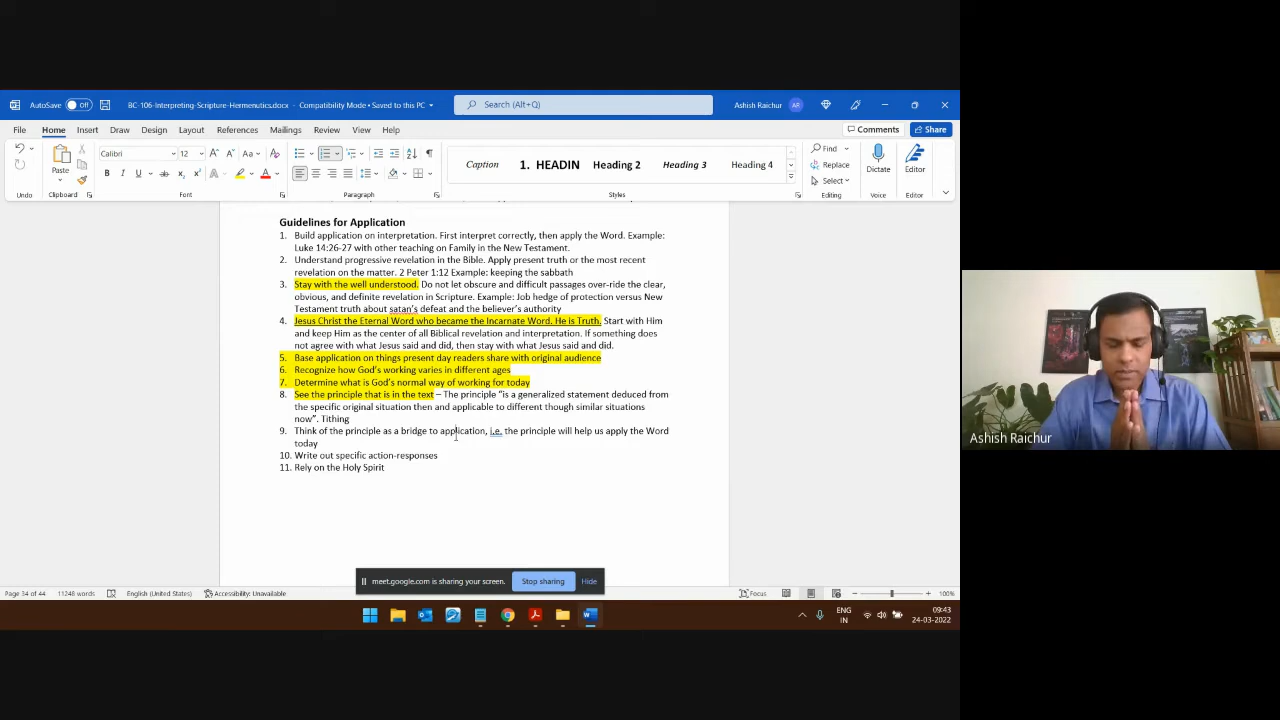 AutoSave Off BC-106-Interpreting-Scripture-Hermenutics.docx • Compatibility Mode • Saved to this PC Search (Alt+Q) Ashish Raichur AR
File Home Insert Draw Design Layout References Mailings Review View Help Comments Share
Calibri 12 Caption 1. HEADIN Heading 2 Heading 3 Heading 4 Find Replace Select Paste Dictate Editor
Undo Clipboard Font Paragraph Styles Editing Voice Editor
Guidelines for Application
1. Build application on interpretation. First interpret correctly, then apply the Word. Example:
Luke 14:26-27 with other teaching on Family in the New Testament.
2. Understand progressive revelation in the Bible. Apply present truth or the most recent
revelation on the matter. 2 Peter 1:12 Example: keeping the sabbath
3. Stay with the well understood. Do not let obscure and difficult passages over-ride the clear,
obvious, and definite revelation in Scripture. Example: Job hedge of protection versus New
Testament truth about satan's defeat and the believer's authority
4. Jesus Christ the Eternal Word who became the Incarnate Word. He is Truth. Start with Him
and keep Him as the center of all Biblical revelation and interpretation. If something does
not agree with what Jesus said and did, then stay with what Jesus said and did.
5. Base application on things present day readers share with original audience
6. Recognize how God's working varies in different ages
7. Determine what is God's normal way of working for today
8. See the principle that is in the text – The principle "is a generalized statement deduced from
the specific original situation then and applicable to different though similar situations
now". Tithing
9. Think of the principle as a bridge to application, i.e. the principle will help us apply the Word
today
10. Write out specific action-responses
11. Rely on the Holy Spirit
Ashish Raichur
meet.google.com is sharing your screen. Stop sharing Hide
Page 34 of 44 11248 words English (United States) Accessibility: Unavailable Focus 100%
ENG IN 09:43 24-03-2022